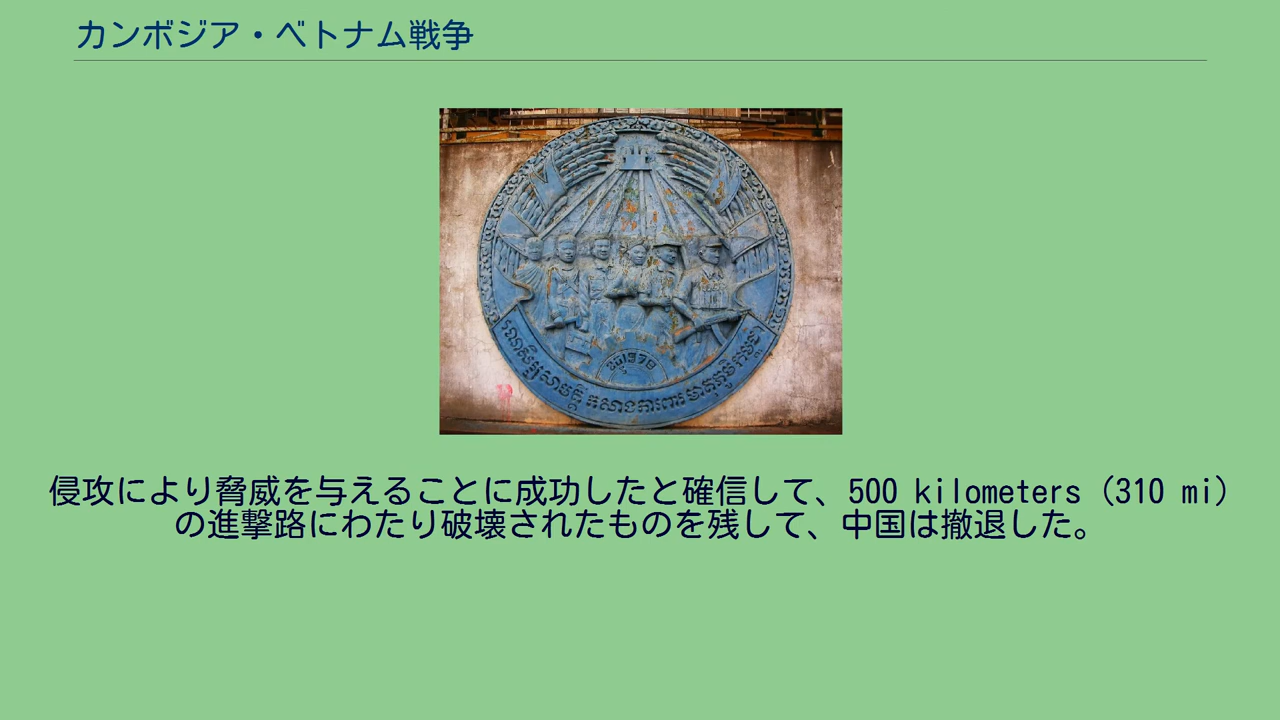 カンボジア・ベトナム戦争
侵攻により脅威を与えることに成功したと確信して、500 kilometers (310 mi)
の進撃路にわたり破壊されたものを残して、中国は撤退した。